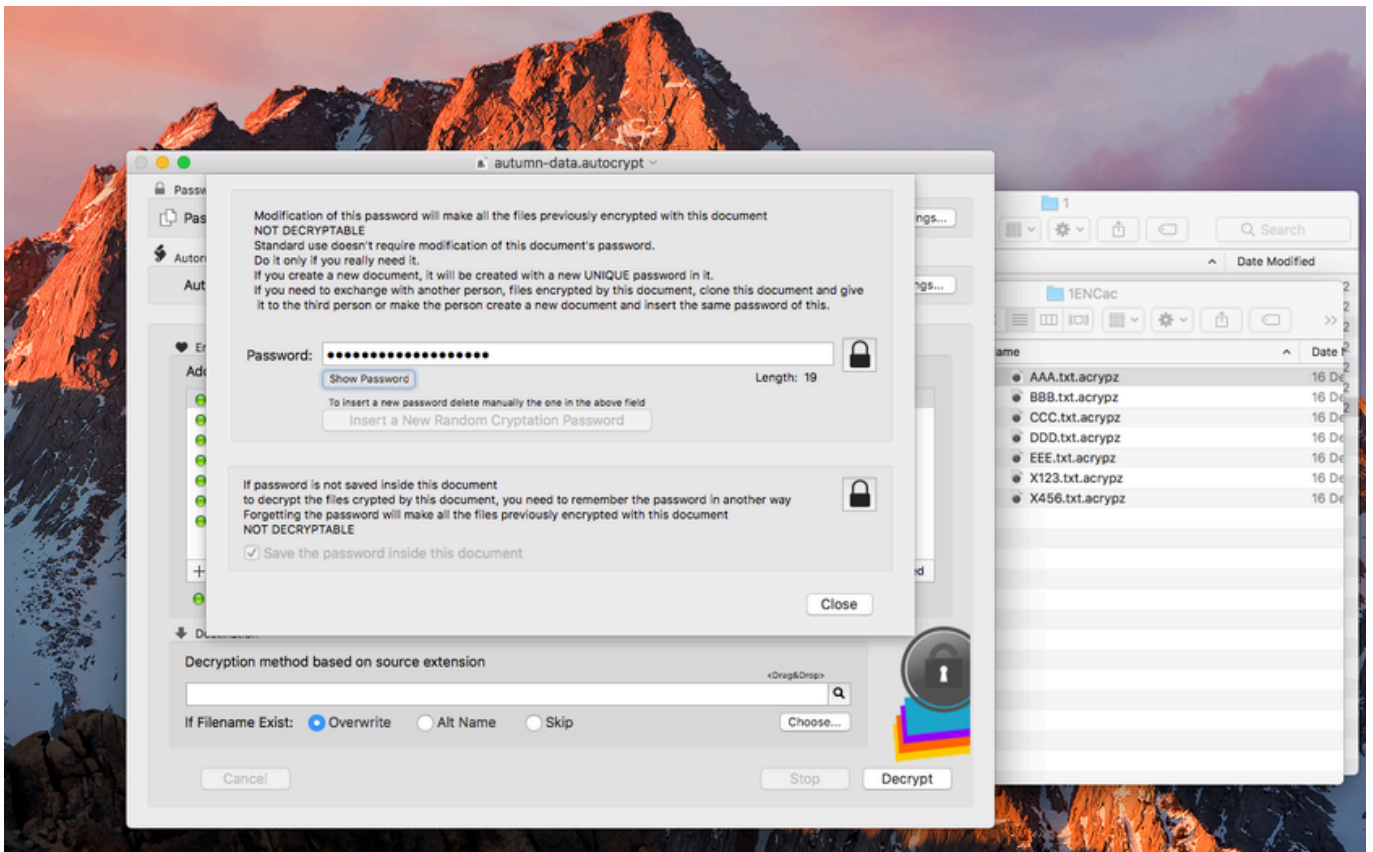 autumn-data.autocrypt
Passw
Pas
ngs...
Autom
Aut
ngs...
Modification of this password will make all the files previously encrypted with this document
NOT DECRYPTABLE
Standard use doesn't require modification of this document's password.
Do it only if you really need it.
If you create a new document, it will be created with a new UNIQUE password in it.
If you need to exchange with another person, files encrypted by this document, clone this document and give
it to the third person or make the person create a new document and insert the same password of this.
En
Add
Password:
Show Password
Length: 19
To insert a new password delete manually the one in the above field
Insert a New Random Cryptation Password
If password is not saved inside this document
to decrypt the files crypted by this document, you need to remember the password in another way
Forgetting the password will make all the files previously encrypted with this document
NOT DECRYPTABLE
Save the password inside this document
+
ed
Close
Decryption method based on source extension
<Drag&Drop>
If Filename Exist: Overwrite Alt Name Skip Choose...
Cancel Stop Decrypt
1
Search
Date Modified
1ENCac
ame Date M
AAA.txt.acrypz 16 De
BBB.txt.acrypz 16 De
CCC.txt.acrypz 16 De
DDD.txt.acrypz 16 De
EEE.txt.acrypz 16 De
X123.txt.acrypz 16 De
X456.txt.acrypz 16 De